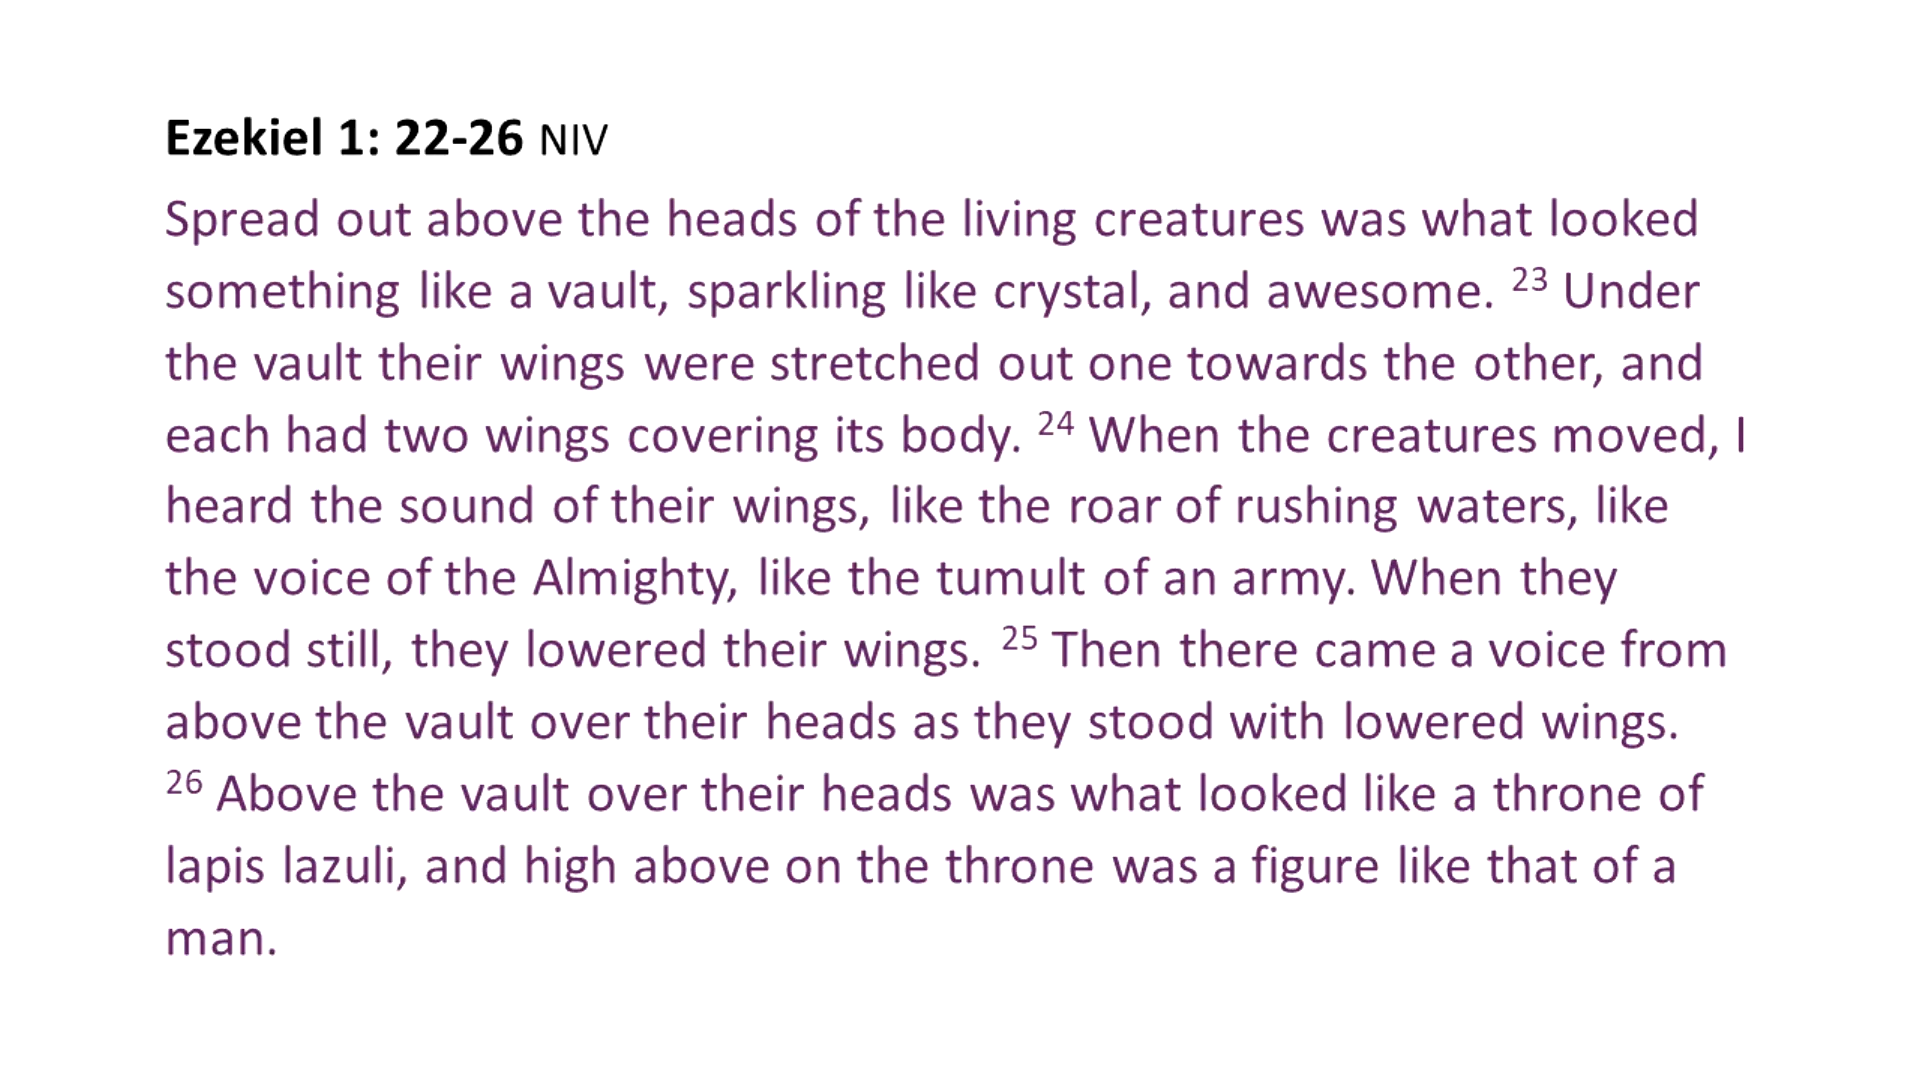 Ezekiel 1: 22-26 NIV
Spread out above the heads of the living creatures was what looked
something like a vault, sparkling like crystal, and awesome. 23 Under
the vault their wings were stretched out one towards the other, and
each had two wings covering its body. 24 When the creatures moved, I
heard the sound of their wings, like the roar of rushing waters, like
the voice of the Almighty, like the tumult of an army. When they
stood still, they lowered their wings. 25 Then there came a voice from
above the vault over their heads as they stood with lowered wings.
26 Above the vault over their heads was what looked like a throne of
lapis lazuli, and high above on the throne was a figure like that of a
man.